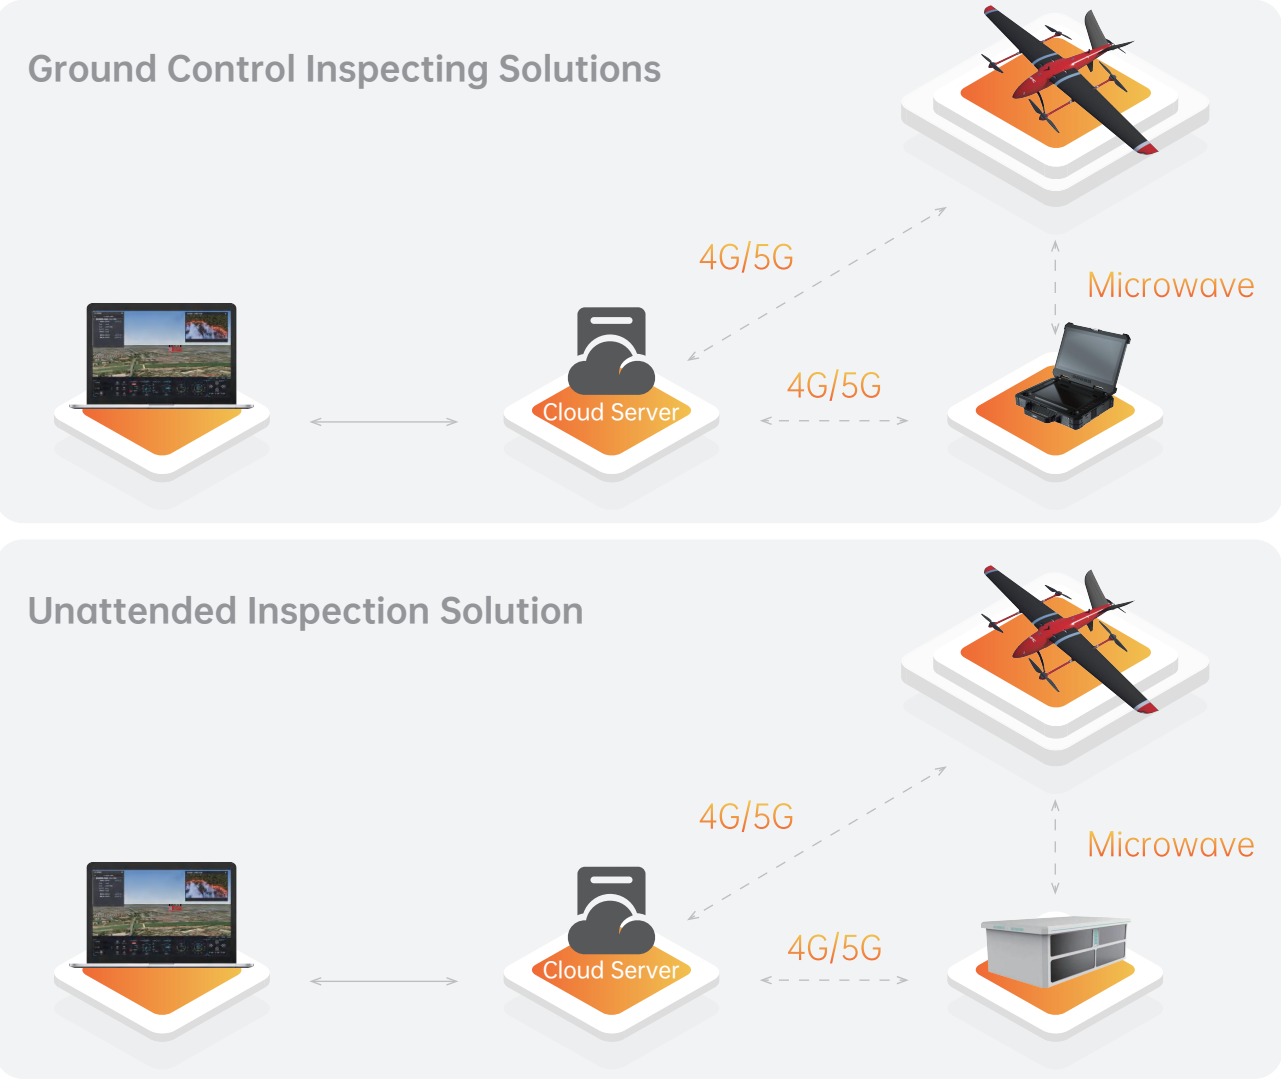 Ground Control Inspecting Solutions
4G/5G
Microwave
4G/5G
Cloud Server
Unattended Inspection Solution
4G/5G
Microwave
4G/5G
Cloud Server